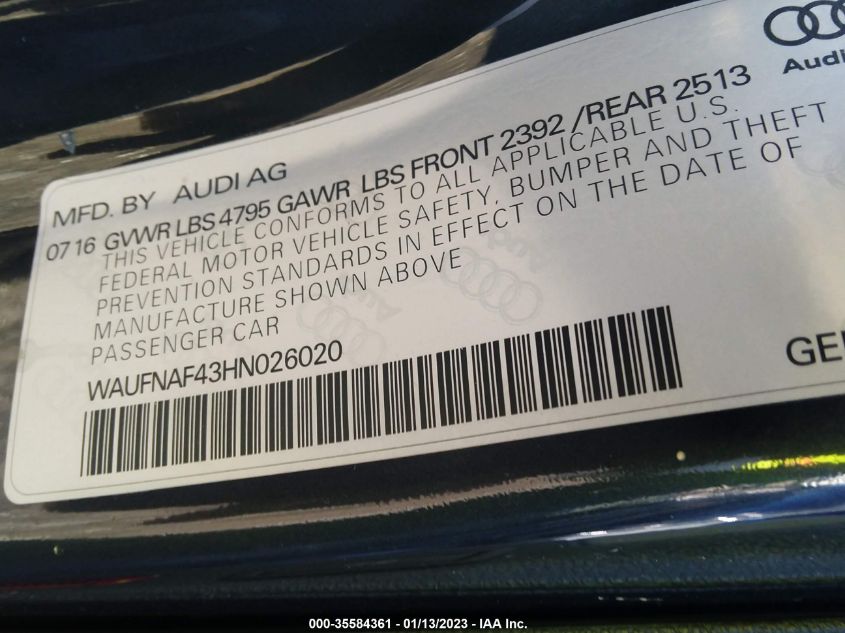 Audi
MFD. BY AUDI AG
07 16 GVWR LBS 4795 GAWR LBS FRONT 2392 /REAR 2513
THIS VEHICLE CONFORMS TO ALL APPLICABLE U.S.
FEDERAL MOTOR VEHICLE SAFETY, BUMPER AND THEFT
PREVENTION STANDARDS IN EFFECT ON THE DATE OF
MANUFACTURE SHOWN ABOVE
PASSENGER CAR
WAUFNAF43HN026020
GE
000-35584361 - 01/13/2023 - IAA Inc.